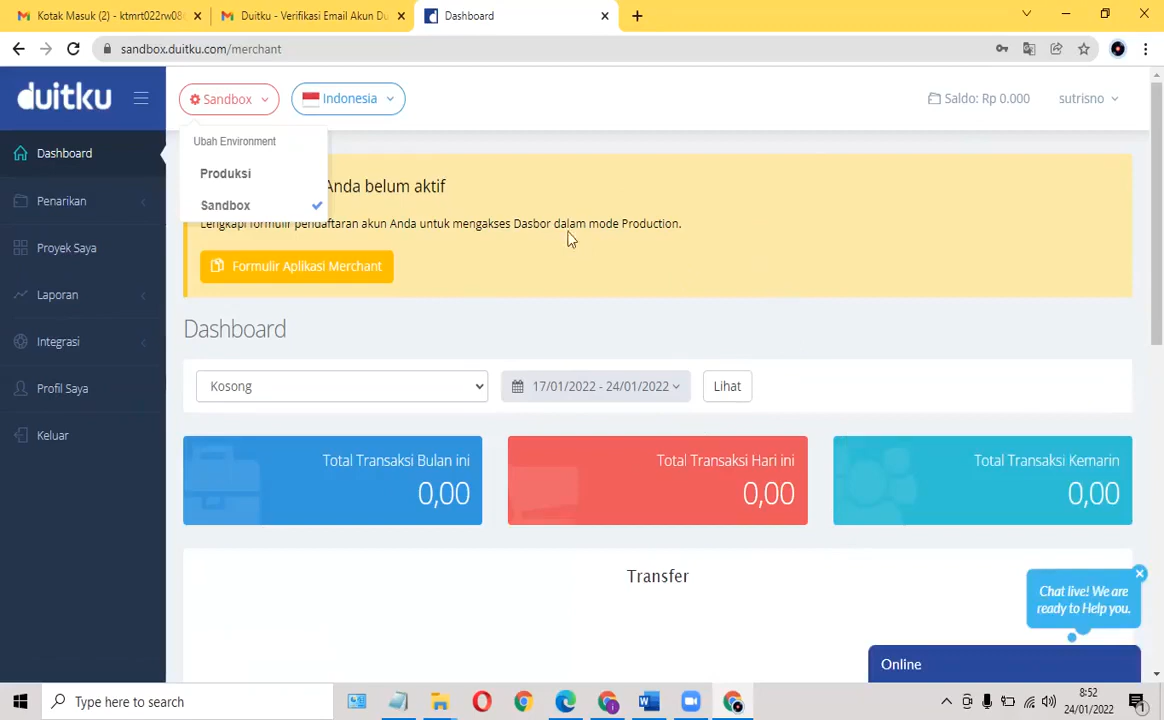 Kotak Masuk (2) - ktmrt022rw08
Duitku - Verifikasi Email Akun Du
Dashboard
sandbox.duitku.com/merchant
duitku
Sandbox
Indonesia
Saldo: Rp 0.000
sutrisno
Ubah Environment
Produksi
Sandbox
Dashboard
Penarikan
Proyek Saya
Laporan
Integrasi
Profil Saya
Keluar
Anda belum aktif
Lengkapi formulir pendaftaran akun Anda untuk mengakses Dasbor dalam mode Production.
Formulir Aplikasi Merchant
Dashboard
Kosong
17/01/2022 - 24/01/2022
Lihat
Total Transaksi Bulan ini
0,00
Total Transaksi Hari ini
0,00
Total Transaksi Kemarin
0,00
Transfer
Chat live! We are
ready to Help you.
Online
Type here to search
8:52
24/01/2022